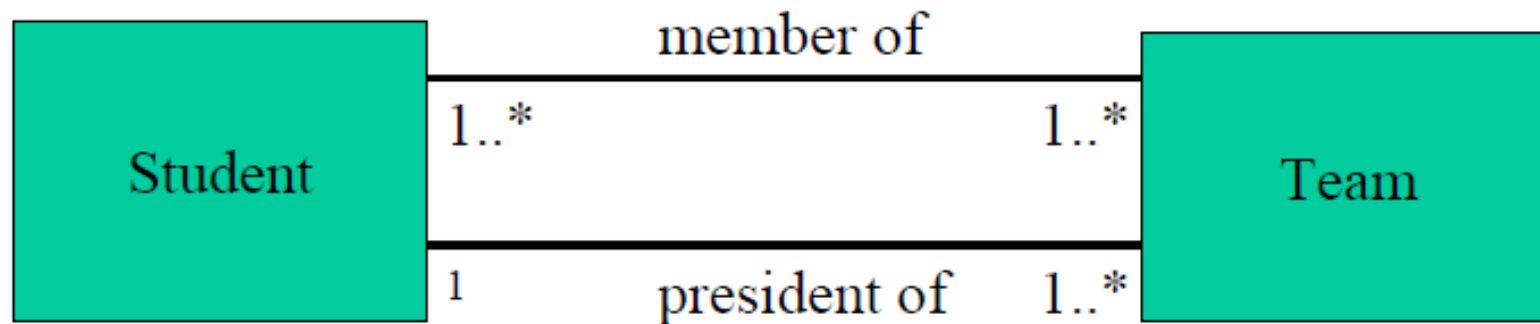 member of
1..* 1..*
Student Team
1 president of 1..*